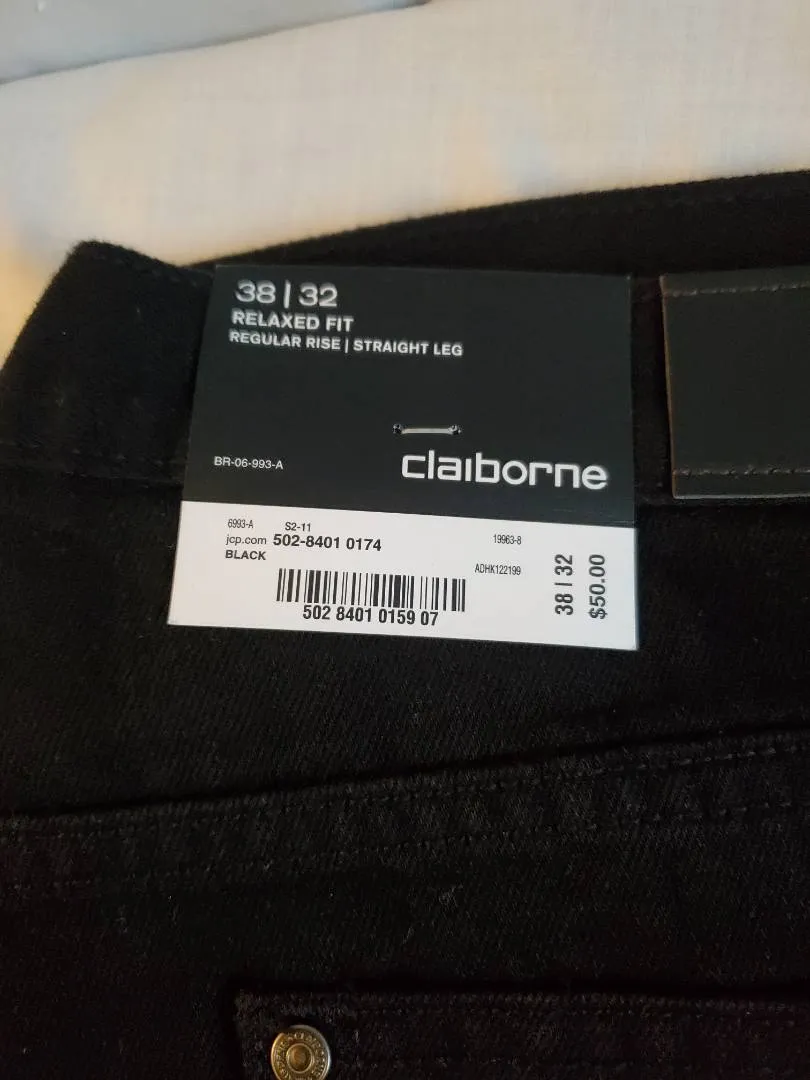 38 | 32
RELAXED FIT
REGULAR RISE | STRAIGHT LEG
BR-06-993-A
claiborne
6993-A S2-11
19963-8
jcp.com 502-8401 0174
BLACK
ADHK122199
502 8401 0159 07
38 | 32
$50.00